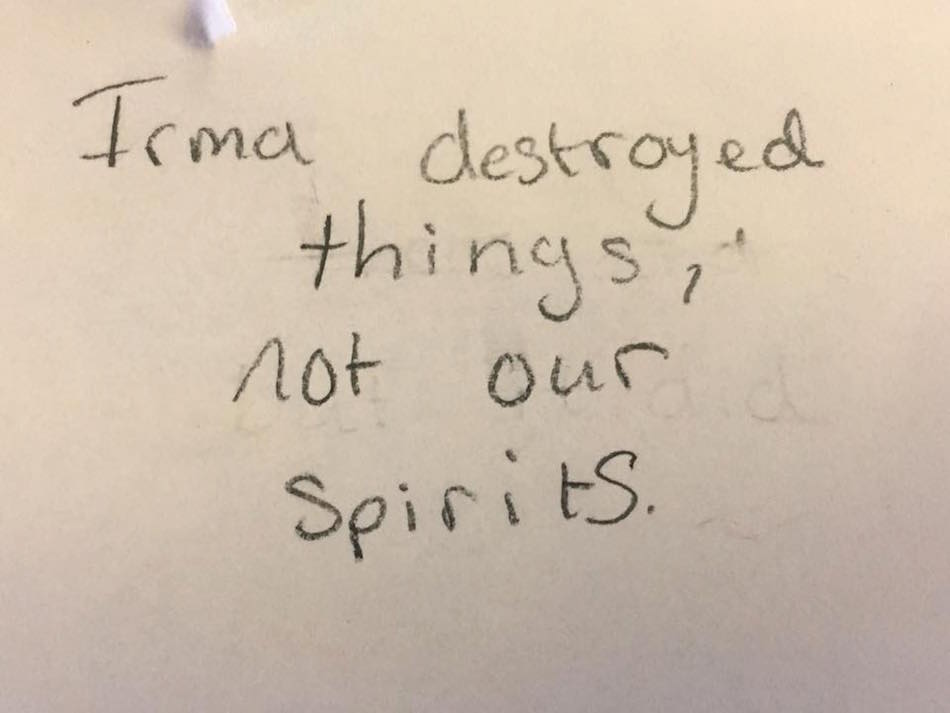 Irma destroyed
things,
not our
spirits.